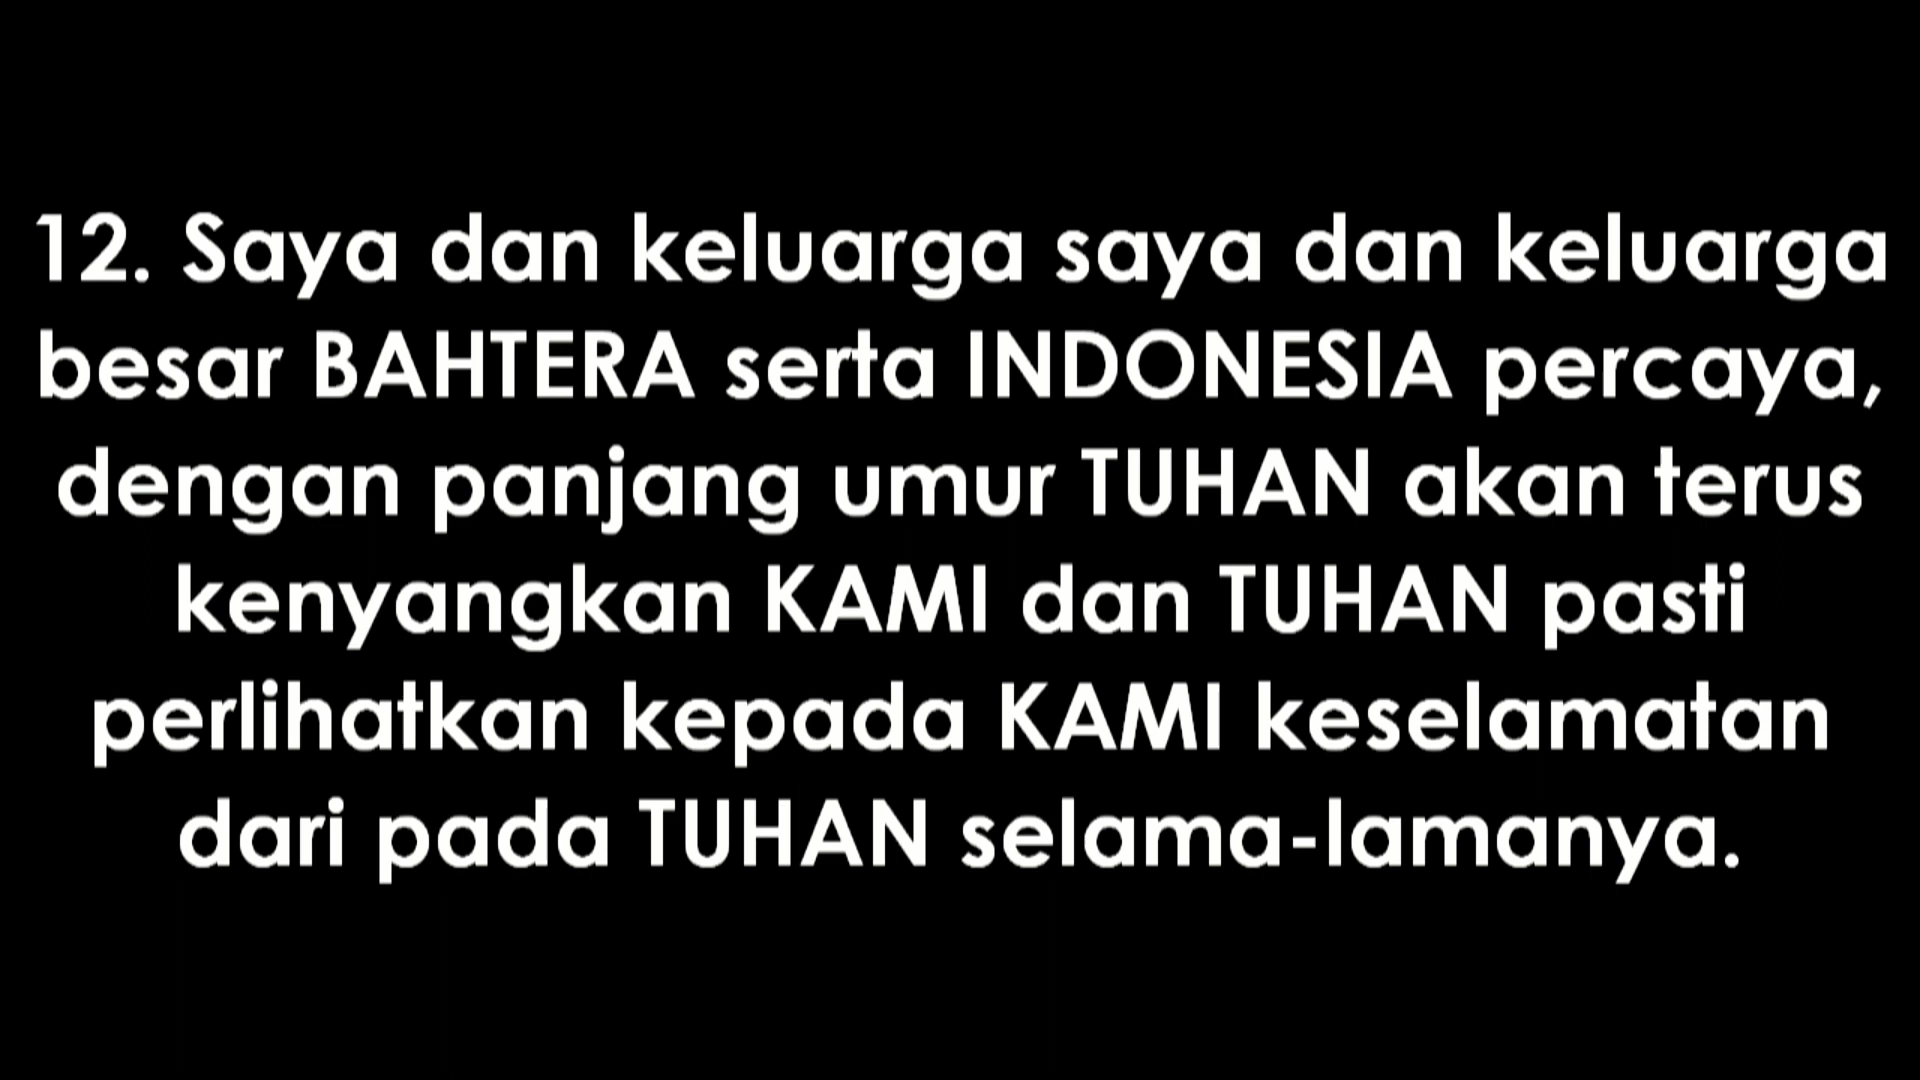 12. Saya dan keluarga saya dan keluarga
besar BAHTERA serta INDONESIA percaya,
dengan panjang umur TUHAN akan terus
kenyangkan KAMI dan TUHAN pasti
perlihatkan kepada KAMI keselamatan
dari pada TUHAN selama-lamanya.